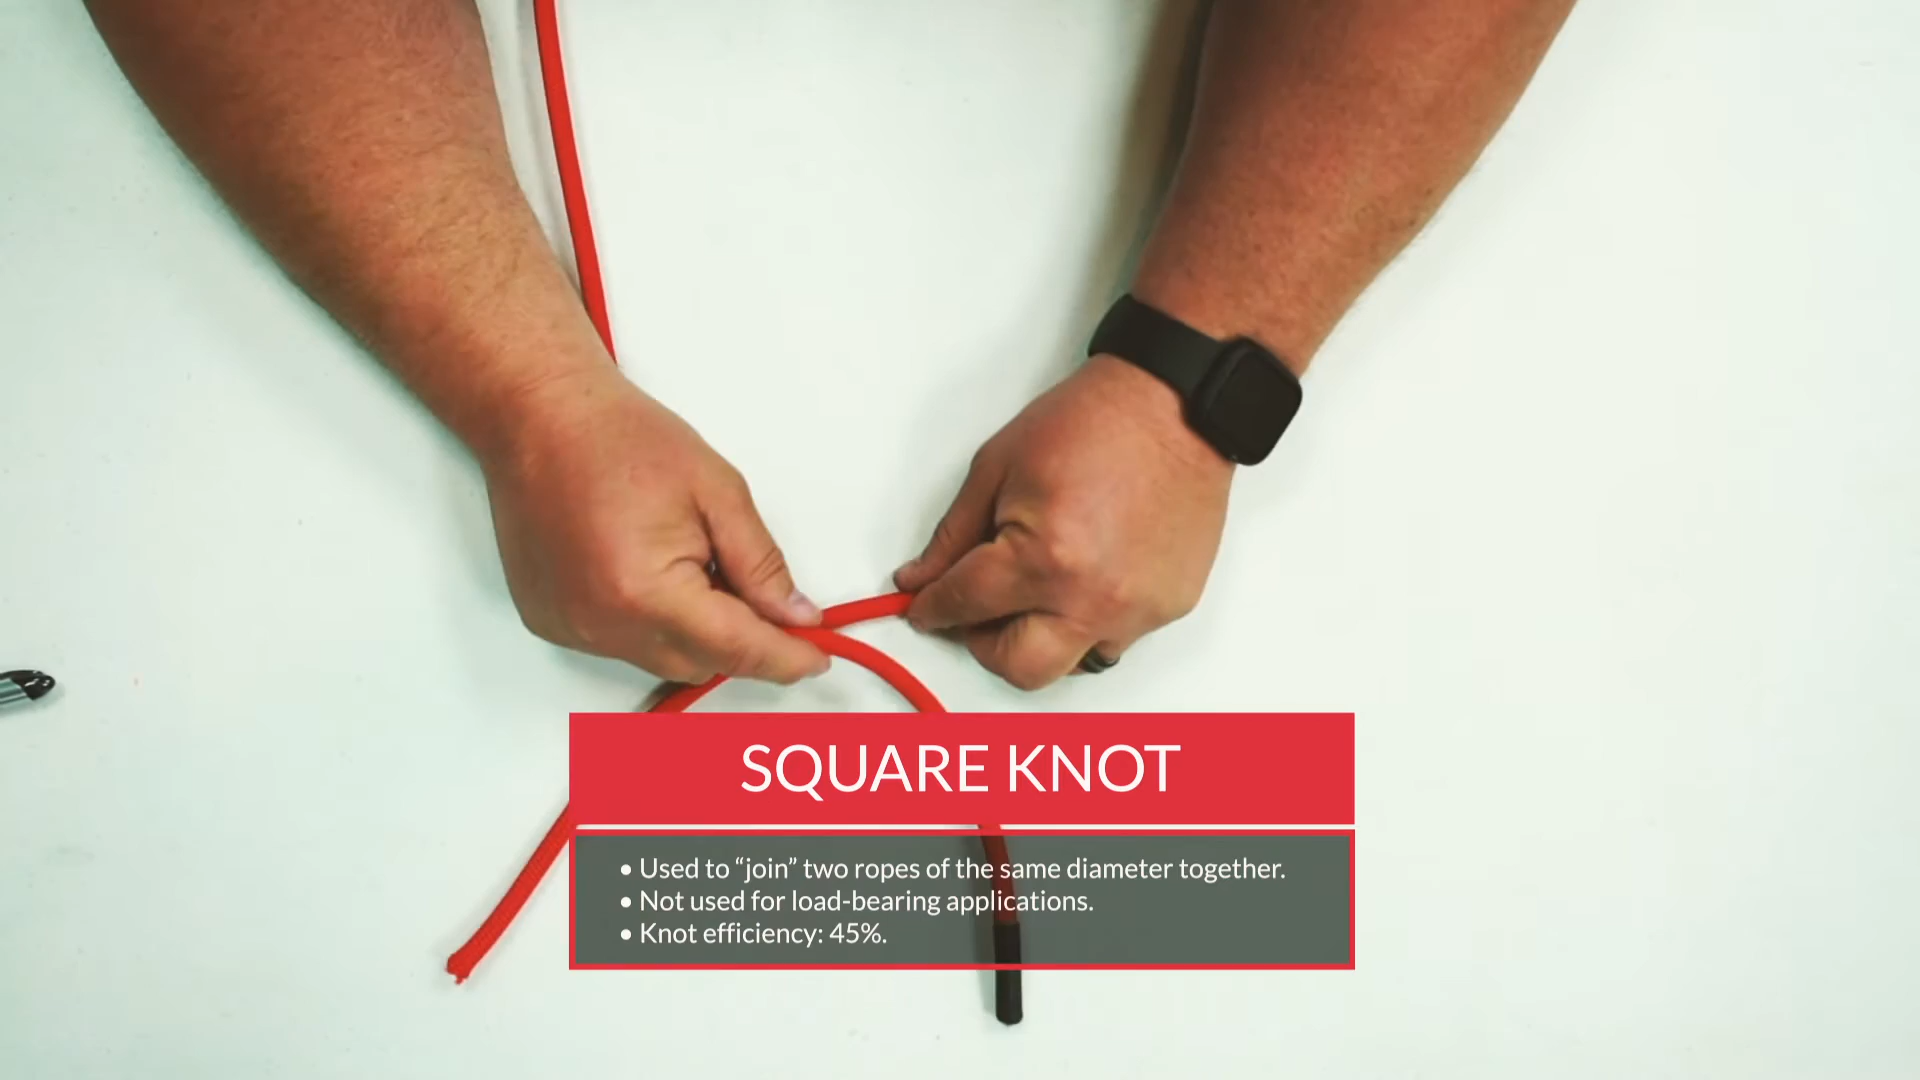 SQUARE KNOT
• Used to “join” two ropes of the same diameter together.
• Not used for load-bearing applications.
• Knot efficiency: 45%.